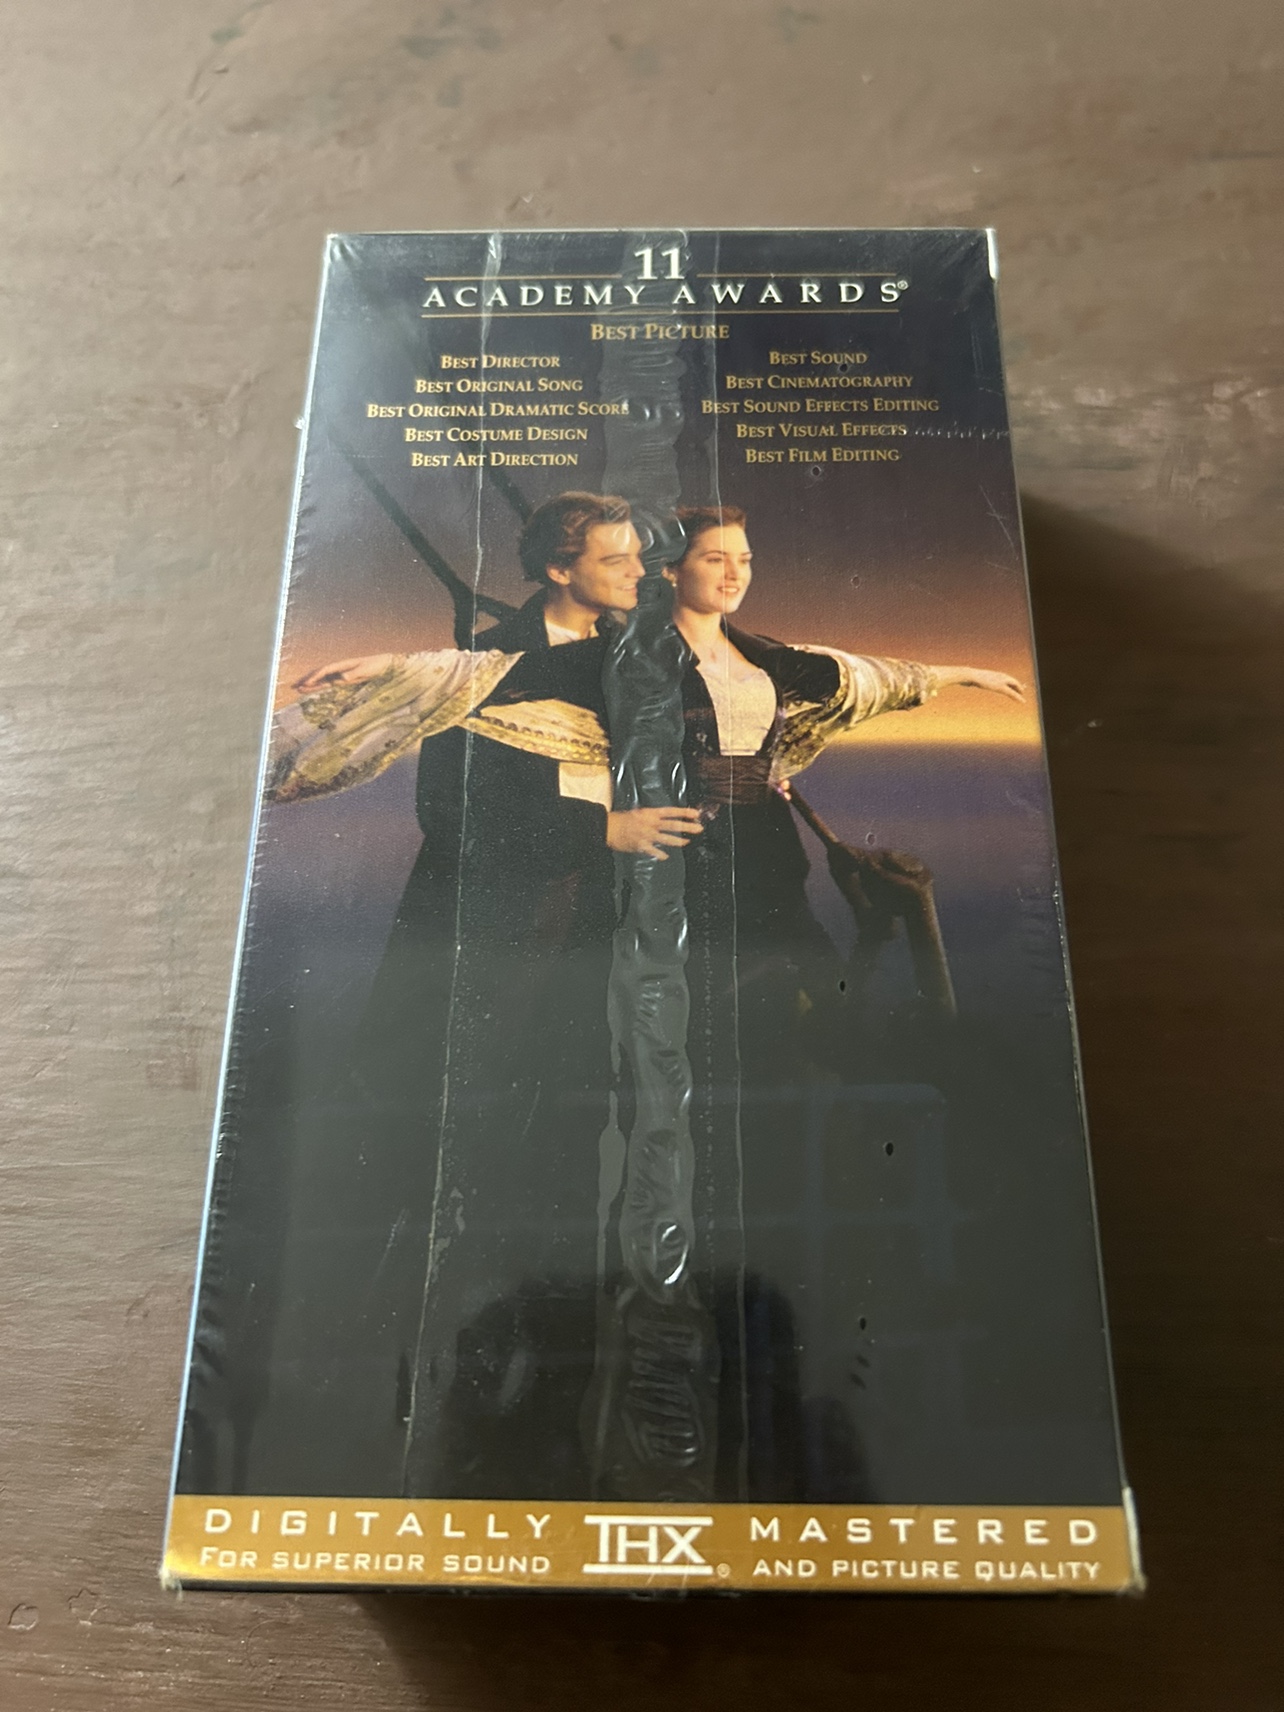 11
ACADEMY AWARDS®
BEST PICTURE
BEST DIRECTOR
BEST ORIGINAL SONG
BEST ORIGINAL DRAMATIC SCORE
BEST COSTUME DESIGN
BEST ART DIRECTION
BEST SOUND
BEST CINEMATOGRAPHY
BEST SOUND EFFECTS EDITING
BEST VISUAL EFFECTS
BEST FILM EDITING
DIGITALLY THX® MASTERED
FOR SUPERIOR SOUND AND PICTURE QUALITY